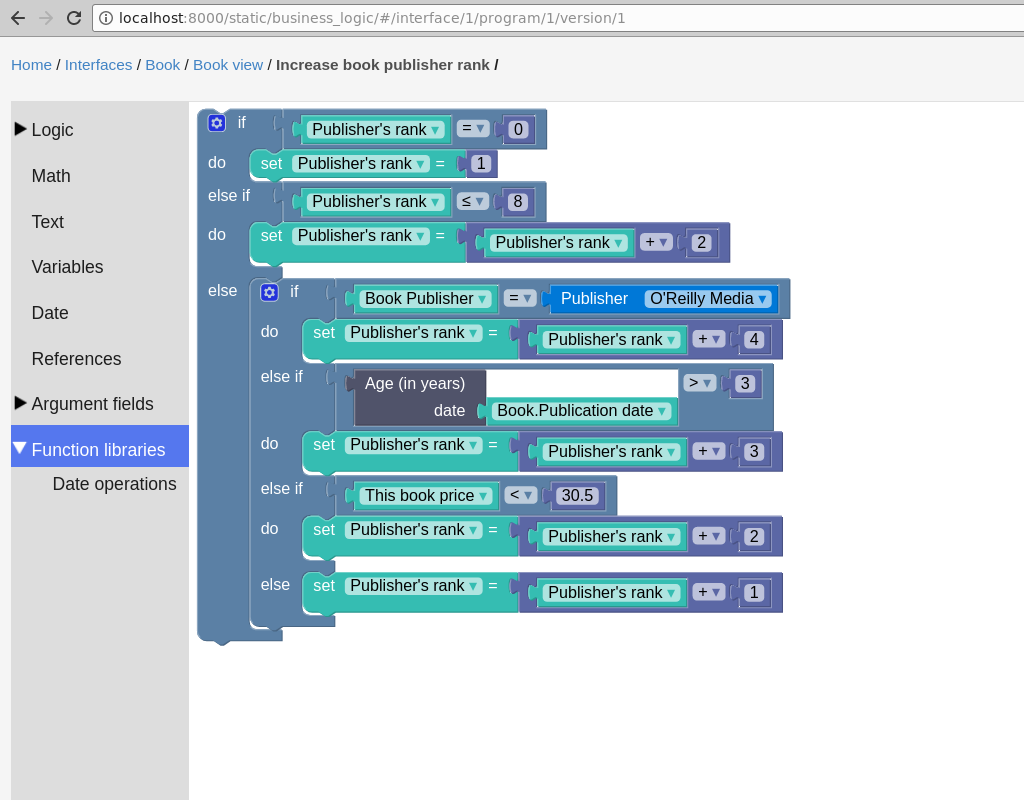 localhost:8000/static/business_logic/#/interface/1/program/1/version/1
Home / Interfaces / Book / Book view / Increase book publisher rank /
Logic
Math
Text
Variables
Date
References
Argument fields
Function libraries
Date operations
if Publisher's rank ▾ = ▾ 0
do set Publisher's rank ▾ = 1
else if Publisher's rank ▾ ≤ ▾ 8
do set Publisher's rank ▾ = Publisher's rank ▾ + ▾ 2
else if Book Publisher ▾ = ▾ Publisher O'Reilly Media ▾
do set Publisher's rank ▾ = Publisher's rank ▾ + ▾ 4
else if Age (in years) > ▾ 3
date Book.Publication date ▾
do set Publisher's rank ▾ = Publisher's rank ▾ + ▾ 3
else if This book price ▾ < ▾ 30.5
do set Publisher's rank ▾ = Publisher's rank ▾ + ▾ 2
else set Publisher's rank ▾ = Publisher's rank ▾ + ▾ 1